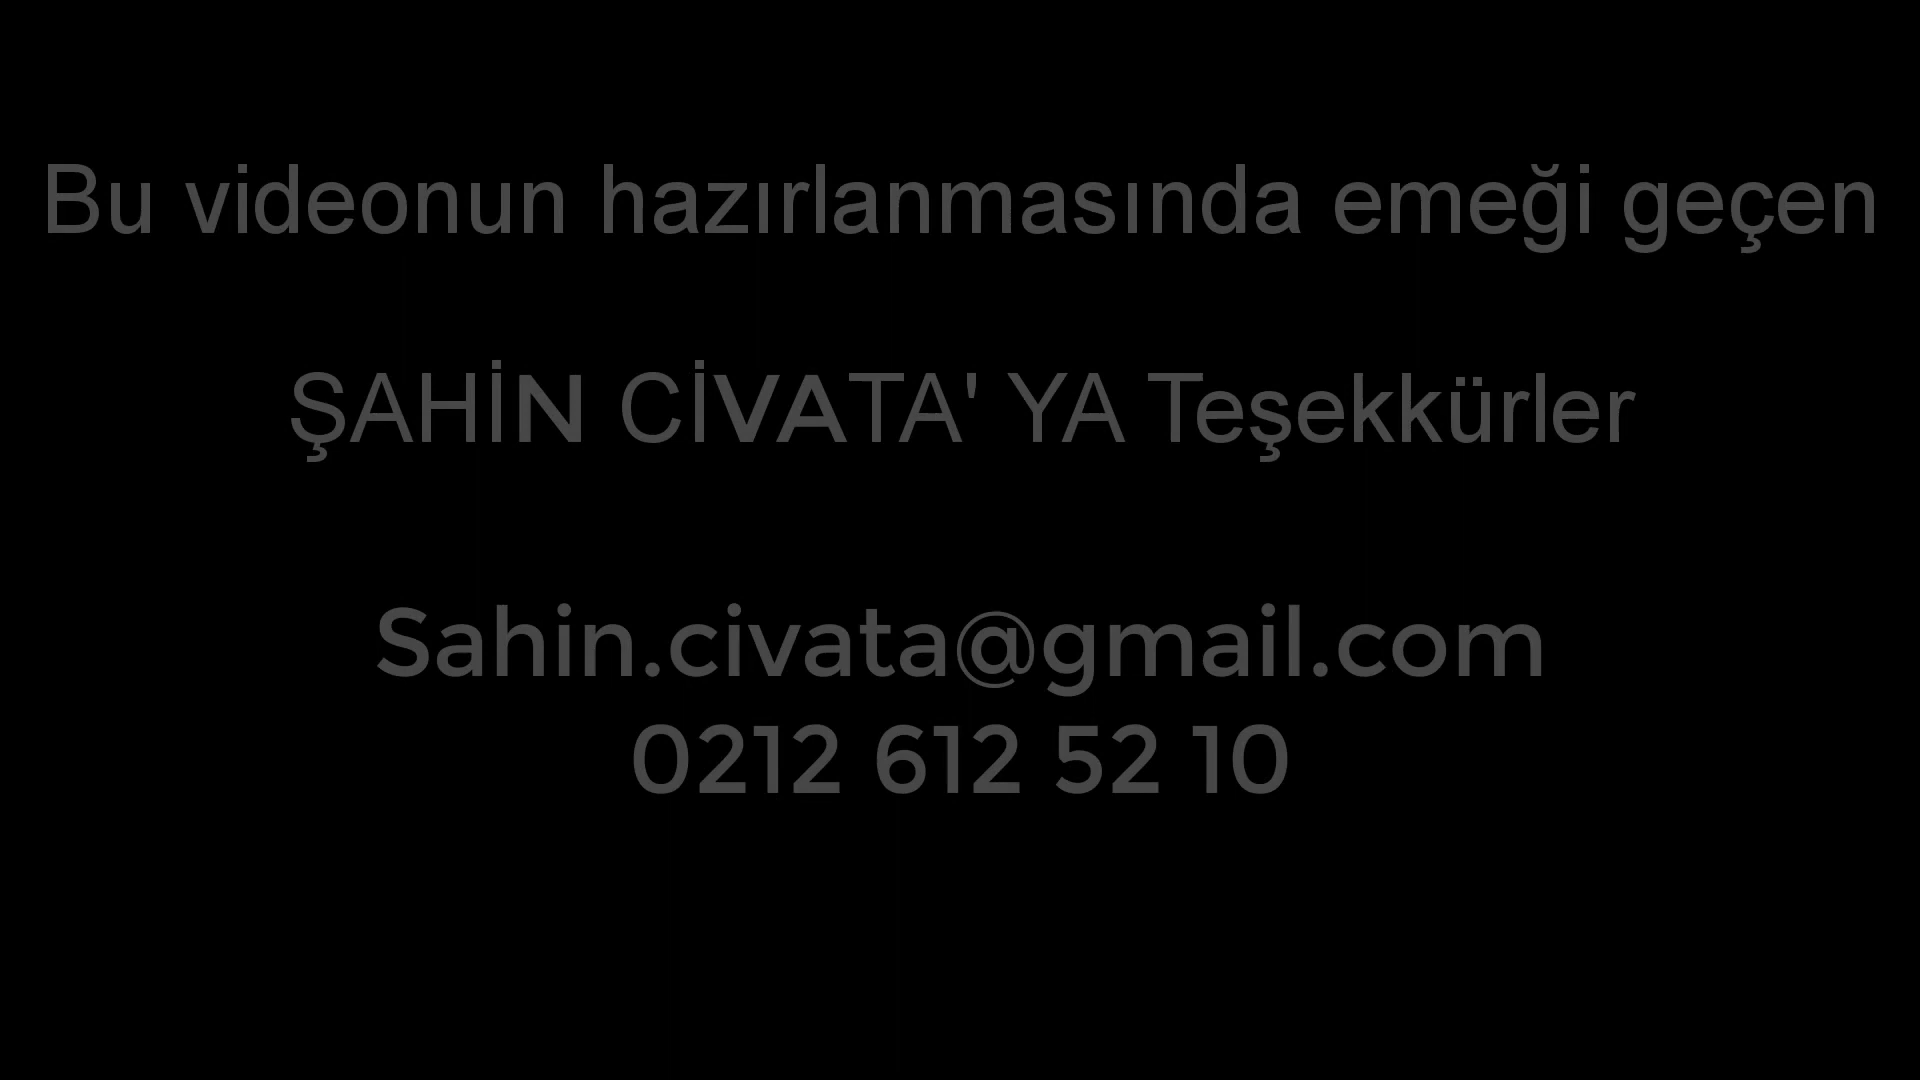 Bu videonun hazırlanmasında emeği geçen
ŞAHİN CİVATA' YA Teşekkürler
Sahin.civata@gmail.com
0212 612 52 10